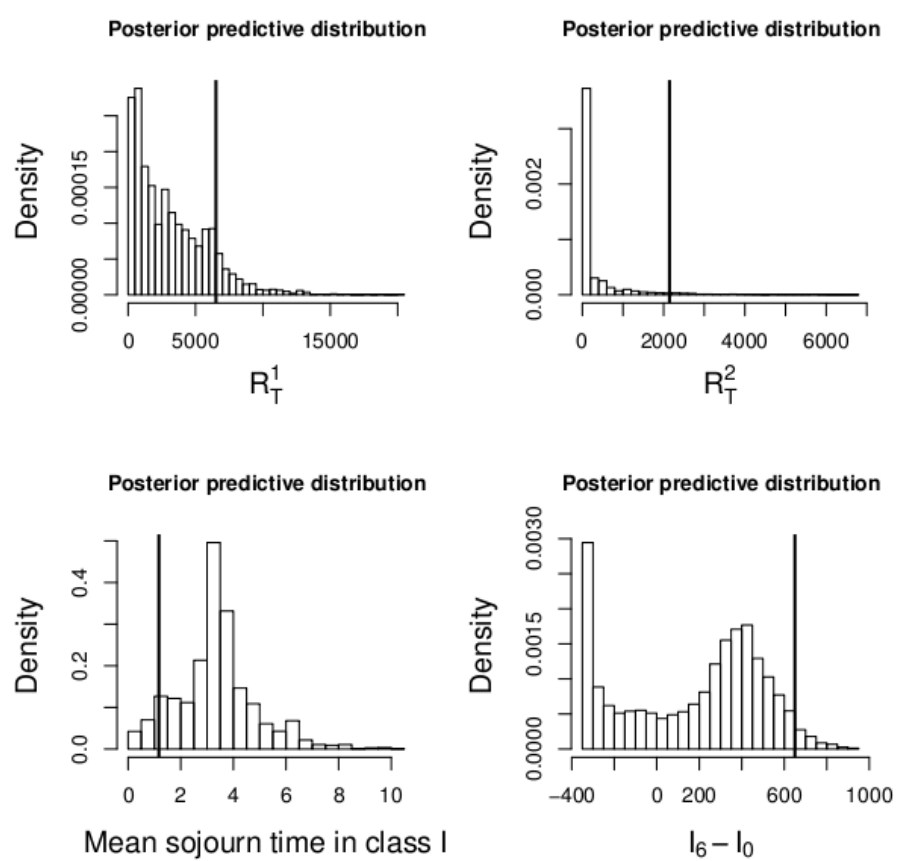 Posterior predictive distribution
Density
0.00000 0.00015
0 5000 15000
R_T^1
Posterior predictive distribution
Density
0.000 0.002
0 2000 4000 6000
R_T^2
Posterior predictive distribution
Density
0.0 0.2 0.4
0 2 4 6 8 10
Mean sojourn time in class I
Posterior predictive distribution
Density
0.0000 0.0015 0.0030
−400 0 200 600 1000
I₆ − I₀